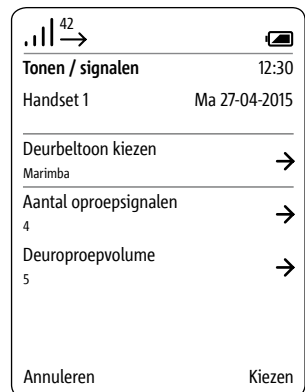 42
Tonen / signalen 12:30
Handset 1 Ma 27-04-2015
Deurbeltoon kiezen
Marimba
Aantal oproepsignalen
4
Deuroproepvolume
5
Annuleren Kiezen